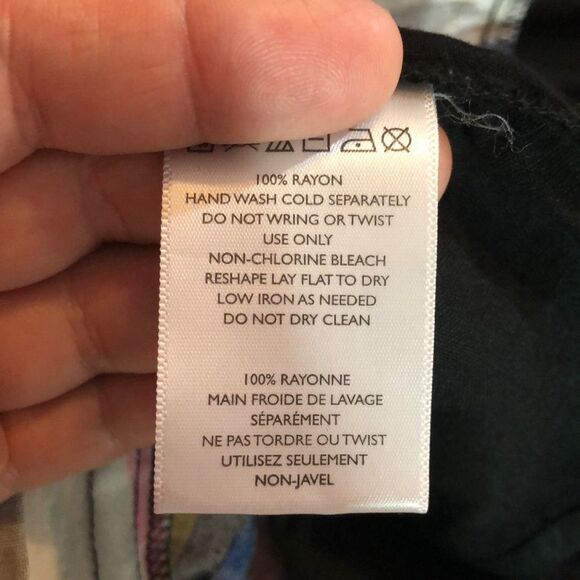 100% RAYON
HAND WASH COLD SEPARATELY
DO NOT WRING OR TWIST
USE ONLY
NON-CHLORINE BLEACH
RESHAPE LAY FLAT TO DRY
LOW IRON AS NEEDED
DO NOT DRY CLEAN
100% RAYONNE
MAIN FROIDE DE LAVAGE
SÉPARÉMENT
NE PAS TORDRE OU TWIST
UTILISEZ SEULEMENT
NON-JAVEL